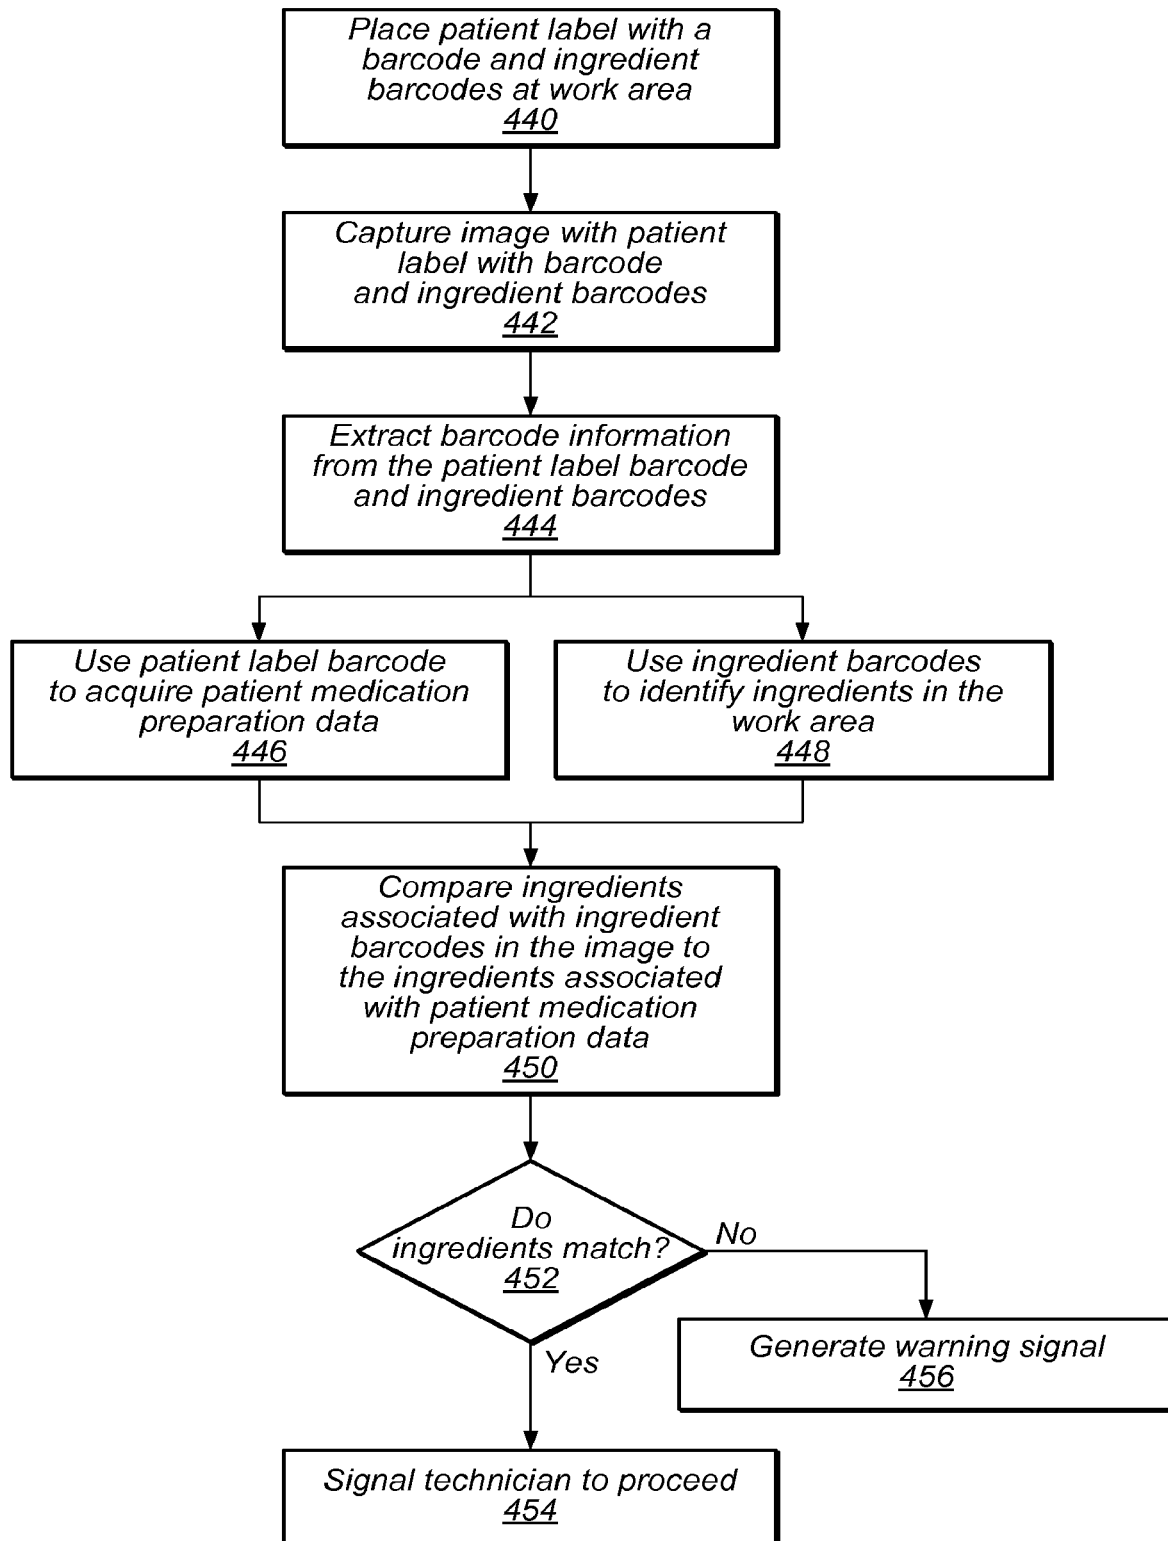 Place patient label with a
barcode and ingredient
barcodes at work area
440
Capture image with patient
label with barcode
and ingredient barcodes
442
Extract barcode information
from the patient label barcode
and ingredient barcodes
444
Use patient label barcode
to acquire patient medication
preparation data
446
Use ingredient barcodes
to identify ingredients in the
work area
448
Compare ingredients
associated with ingredient
barcodes in the image to
the ingredients associated
with patient medication
preparation data
450
Do
ingredients match?
452
No
Yes
Generate warning signal
456
Signal technician to proceed
454